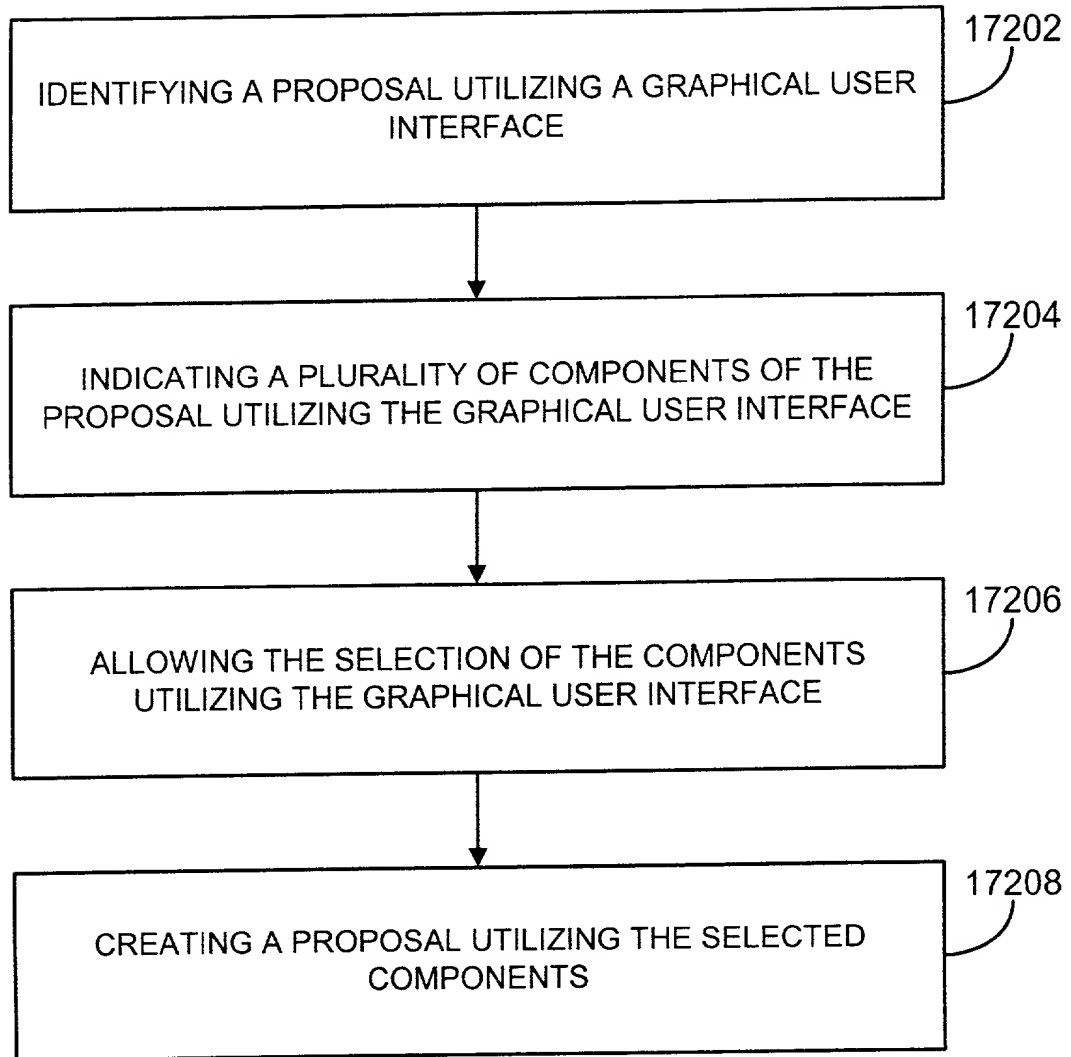 17202
IDENTIFYING A PROPOSAL UTILIZING A GRAPHICAL USER
INTERFACE
17204
INDICATING A PLURALITY OF COMPONENTS OF THE
PROPOSAL UTILIZING THE GRAPHICAL USER INTERFACE
17206
ALLOWING THE SELECTION OF THE COMPONENTS
UTILIZING THE GRAPHICAL USER INTERFACE
17208
CREATING A PROPOSAL UTILIZING THE SELECTED
COMPONENTS